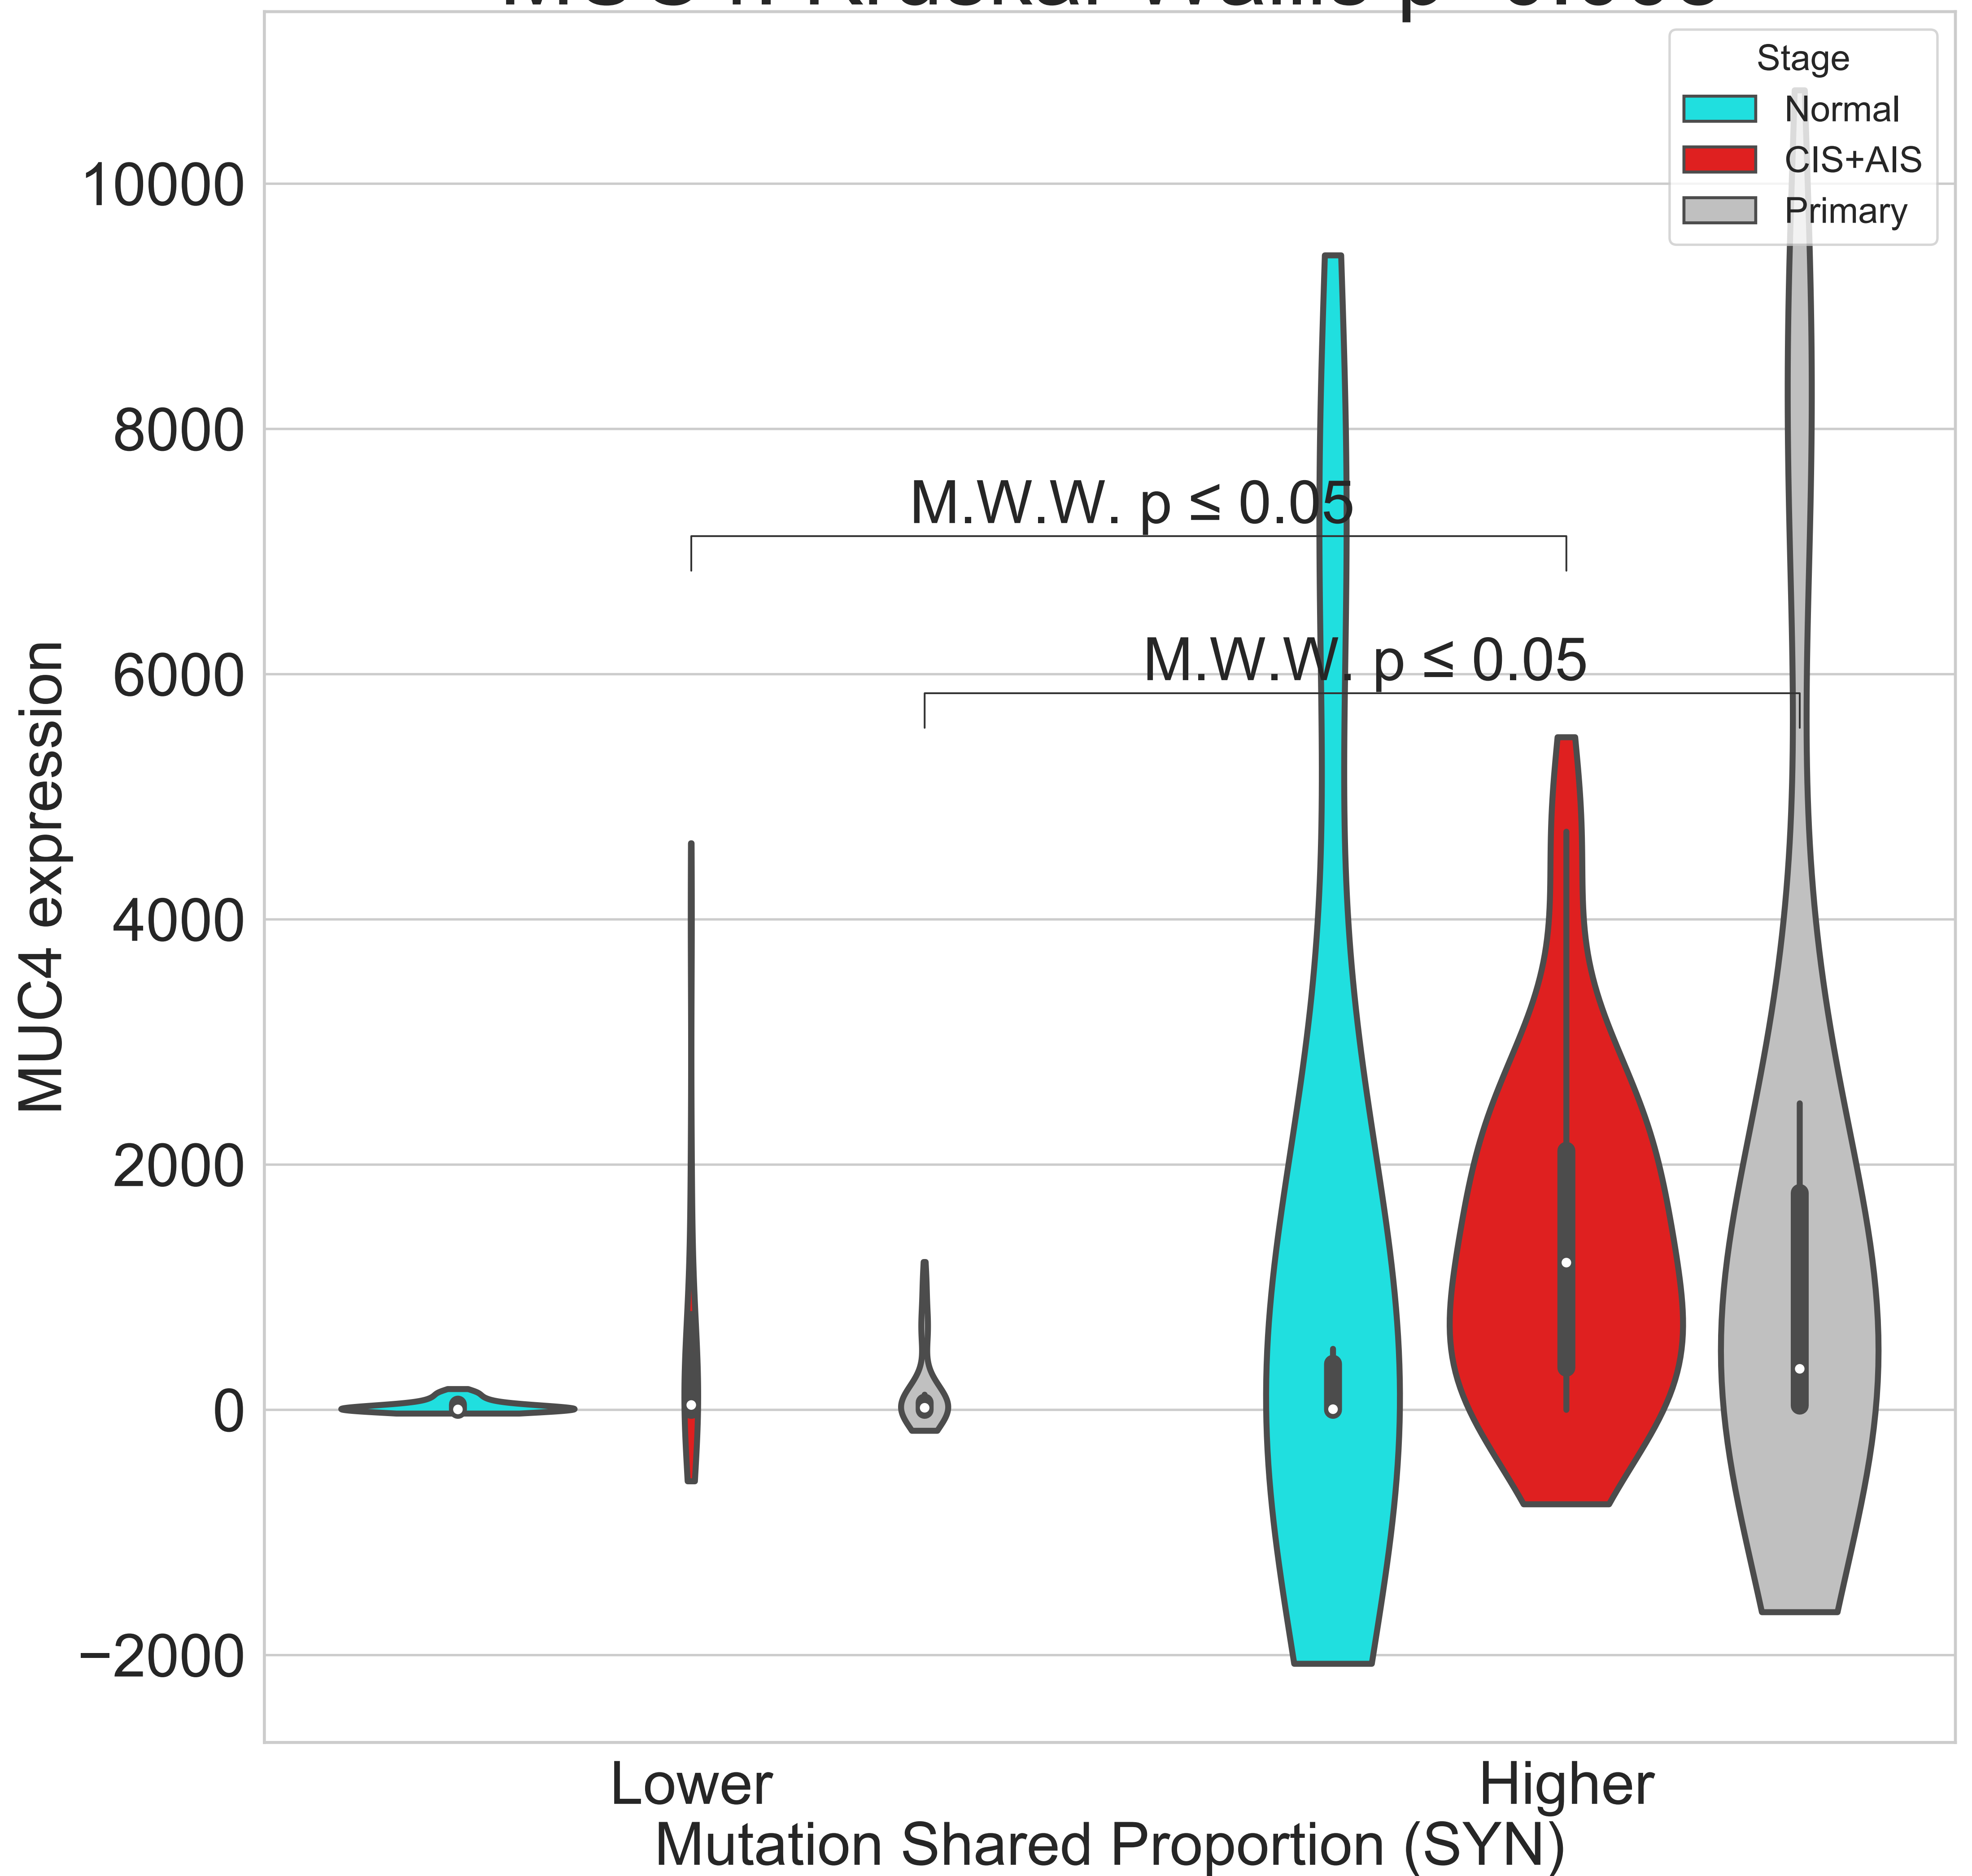 Stage
Normal
CIS+AIS
Primary
10000
8000
6000
4000
2000
0
−2000
MUC4 expression
M.W.W. p ≤ 0.05
M.W.W. p ≤ 0.05
Lower
Higher
Mutation Shared Proportion (SYN)